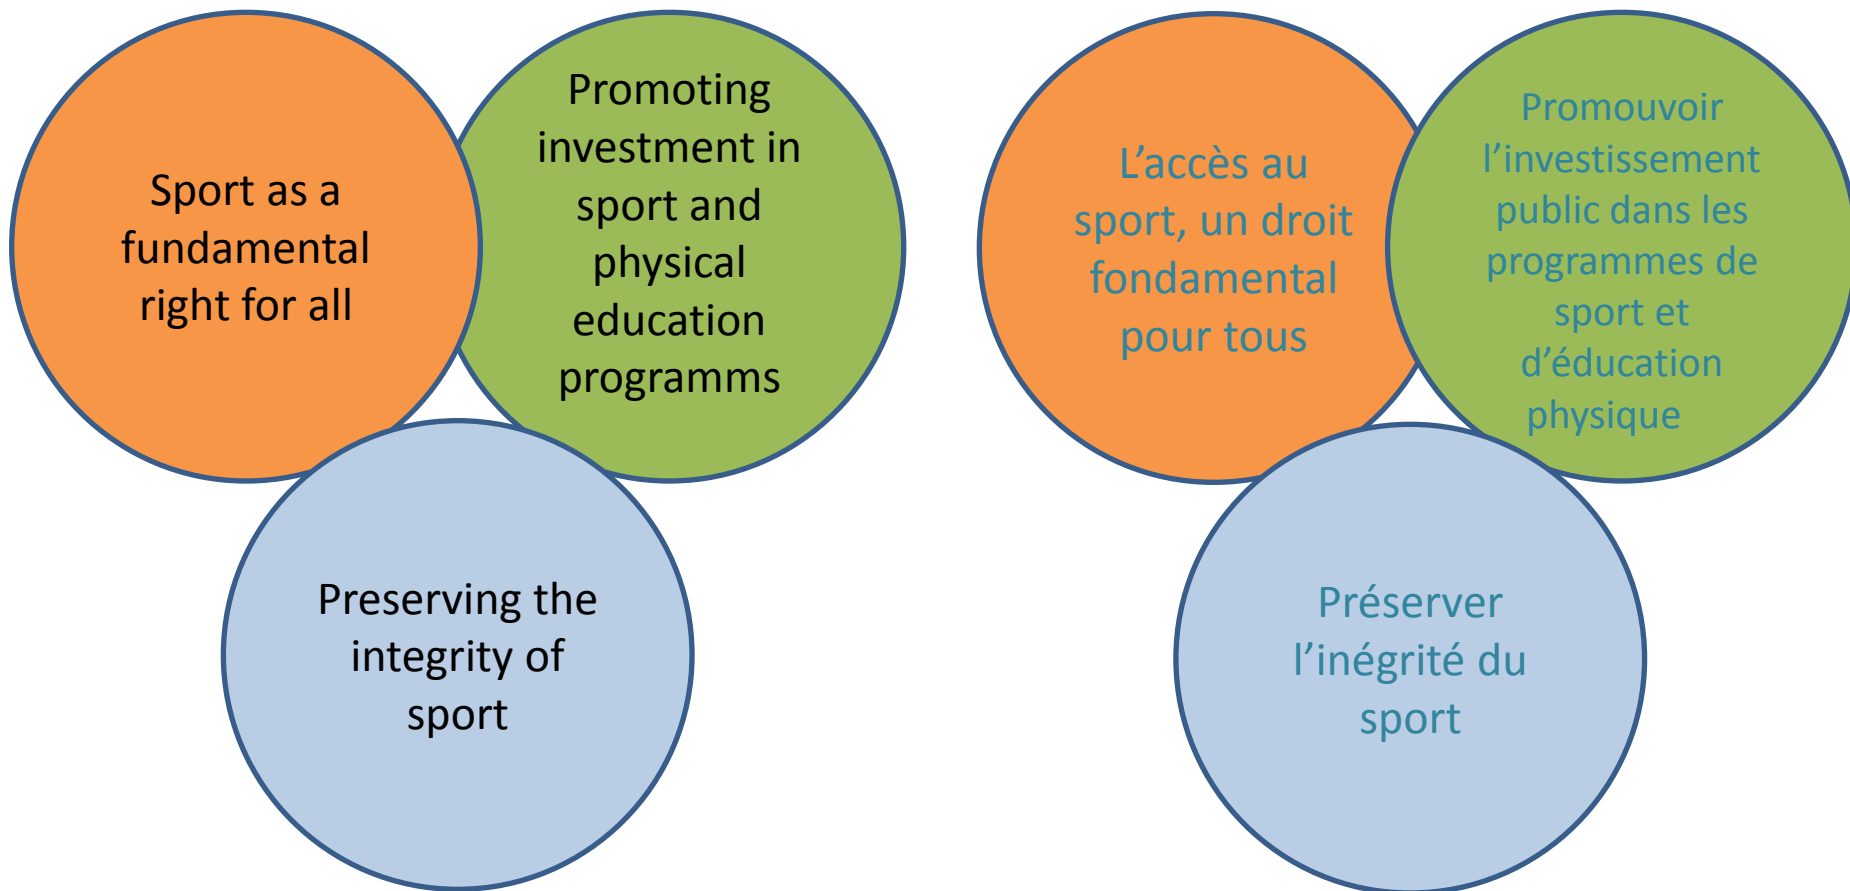 Sport as a
fundamental
right for all
Promoting
investment in
sport and
physical
education
programms
Preserving the
integrity of
sport
L’accès au
sport, un droit
fondamental
pour tous
Promouvoir
l’investissement
public dans les
programmes de
sport et
d’éducation
physique
Préserver
l’inégrité du
sport